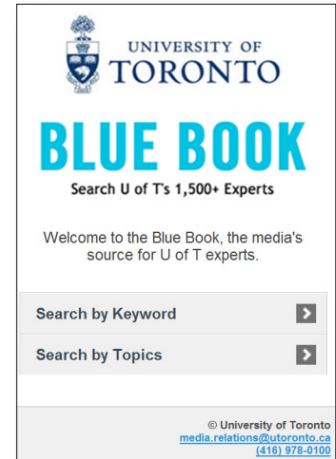 UNIVERSITY OF
TORONTO
BLUE BOOK
Search U of T's 1,500+ Experts
Welcome to the Blue Book, the media's
source for U of T experts.
Search by Keyword
Search by Topics
© University of Toronto
media.relations@utoronto.ca
(416) 978-0100